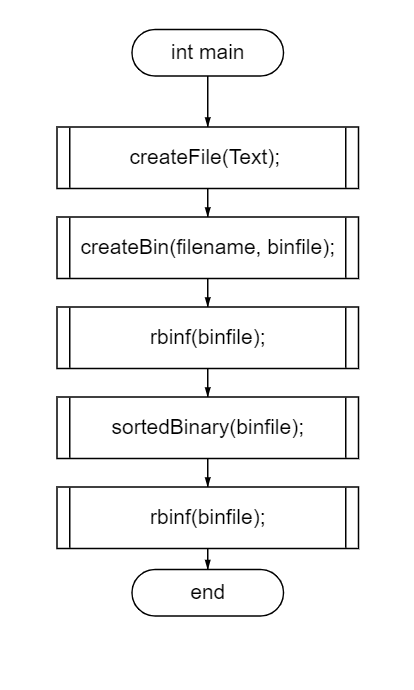 int main
createFile(Text);
createBin(filename, binfile);
rbinf(binfile);
sortedBinary(binfile);
rbinf(binfile);
end